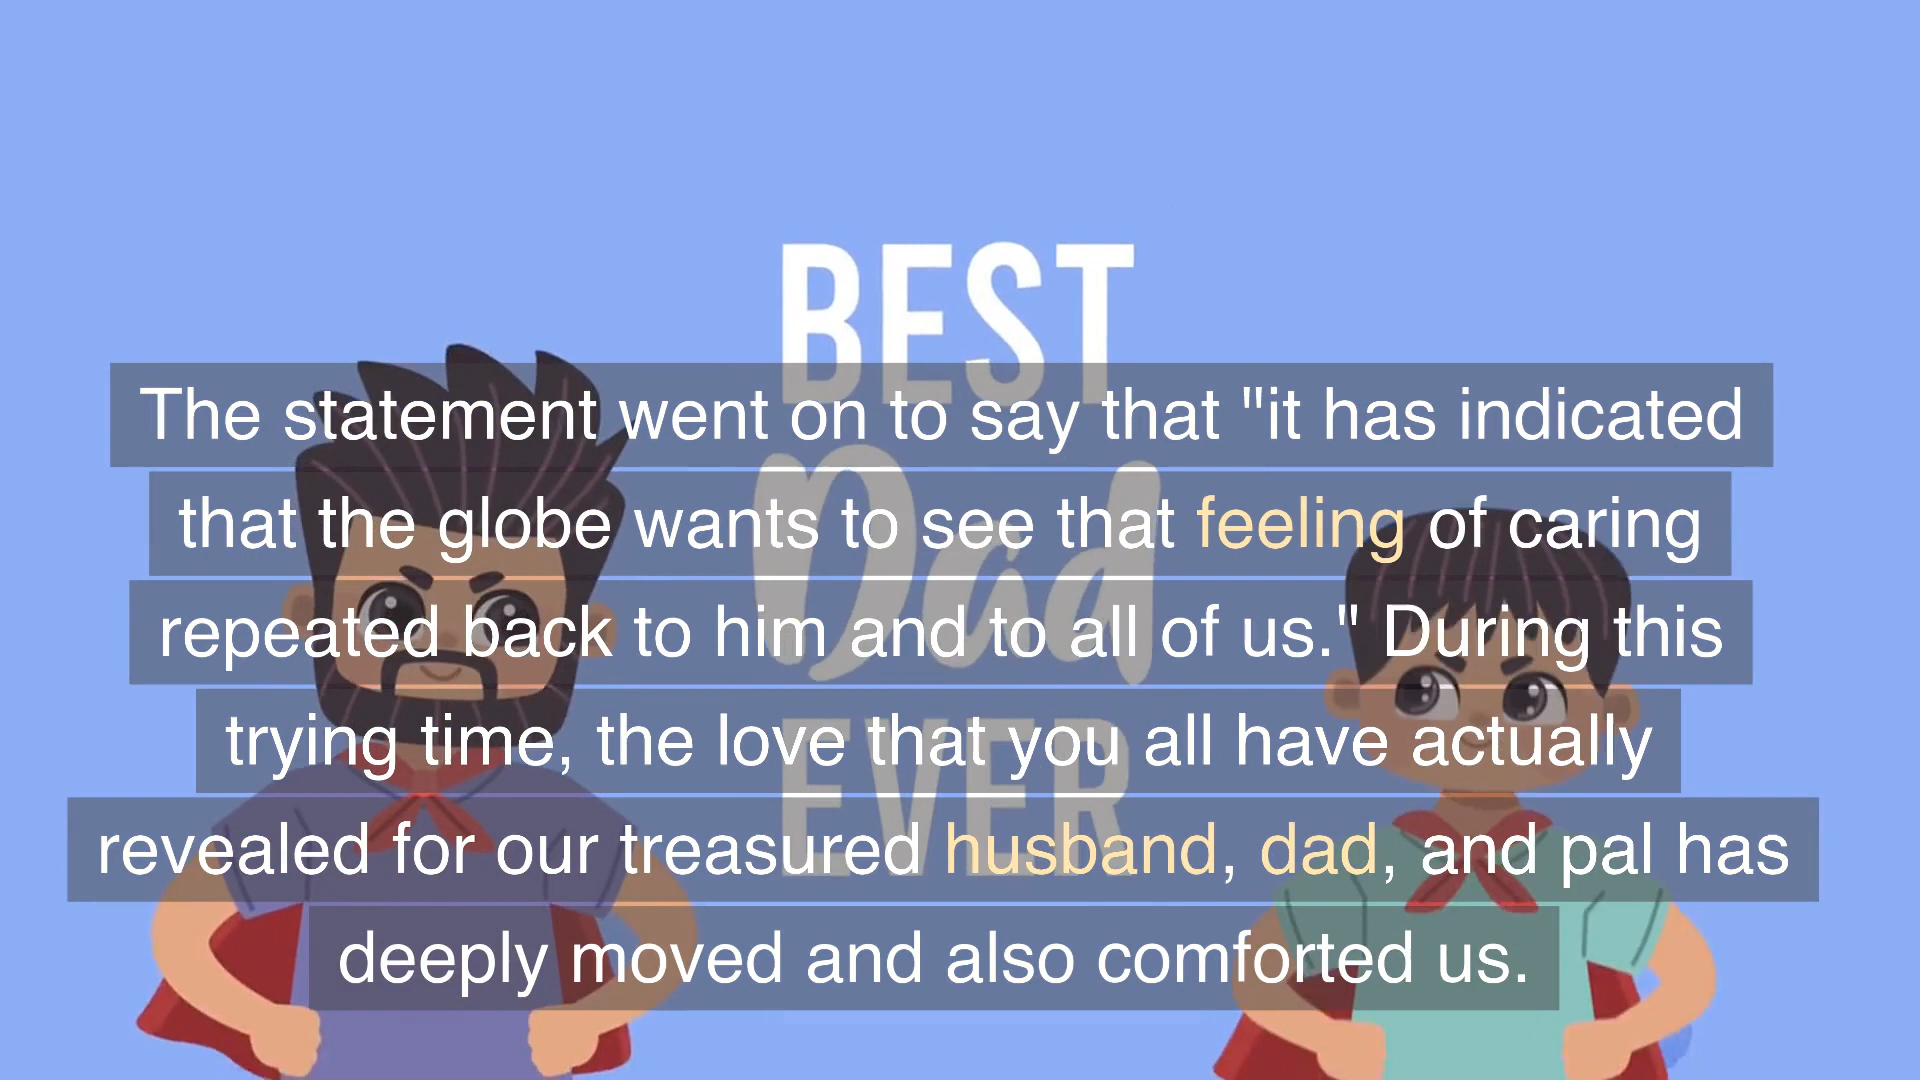 BEST
Dad
EVER
The statement went on to say that "it has indicated
that the globe wants to see that feeling of caring
repeated back to him and to all of us." During this
trying time, the love that you all have actually
revealed for our treasured husband, dad, and pal has
deeply moved and also comforted us.